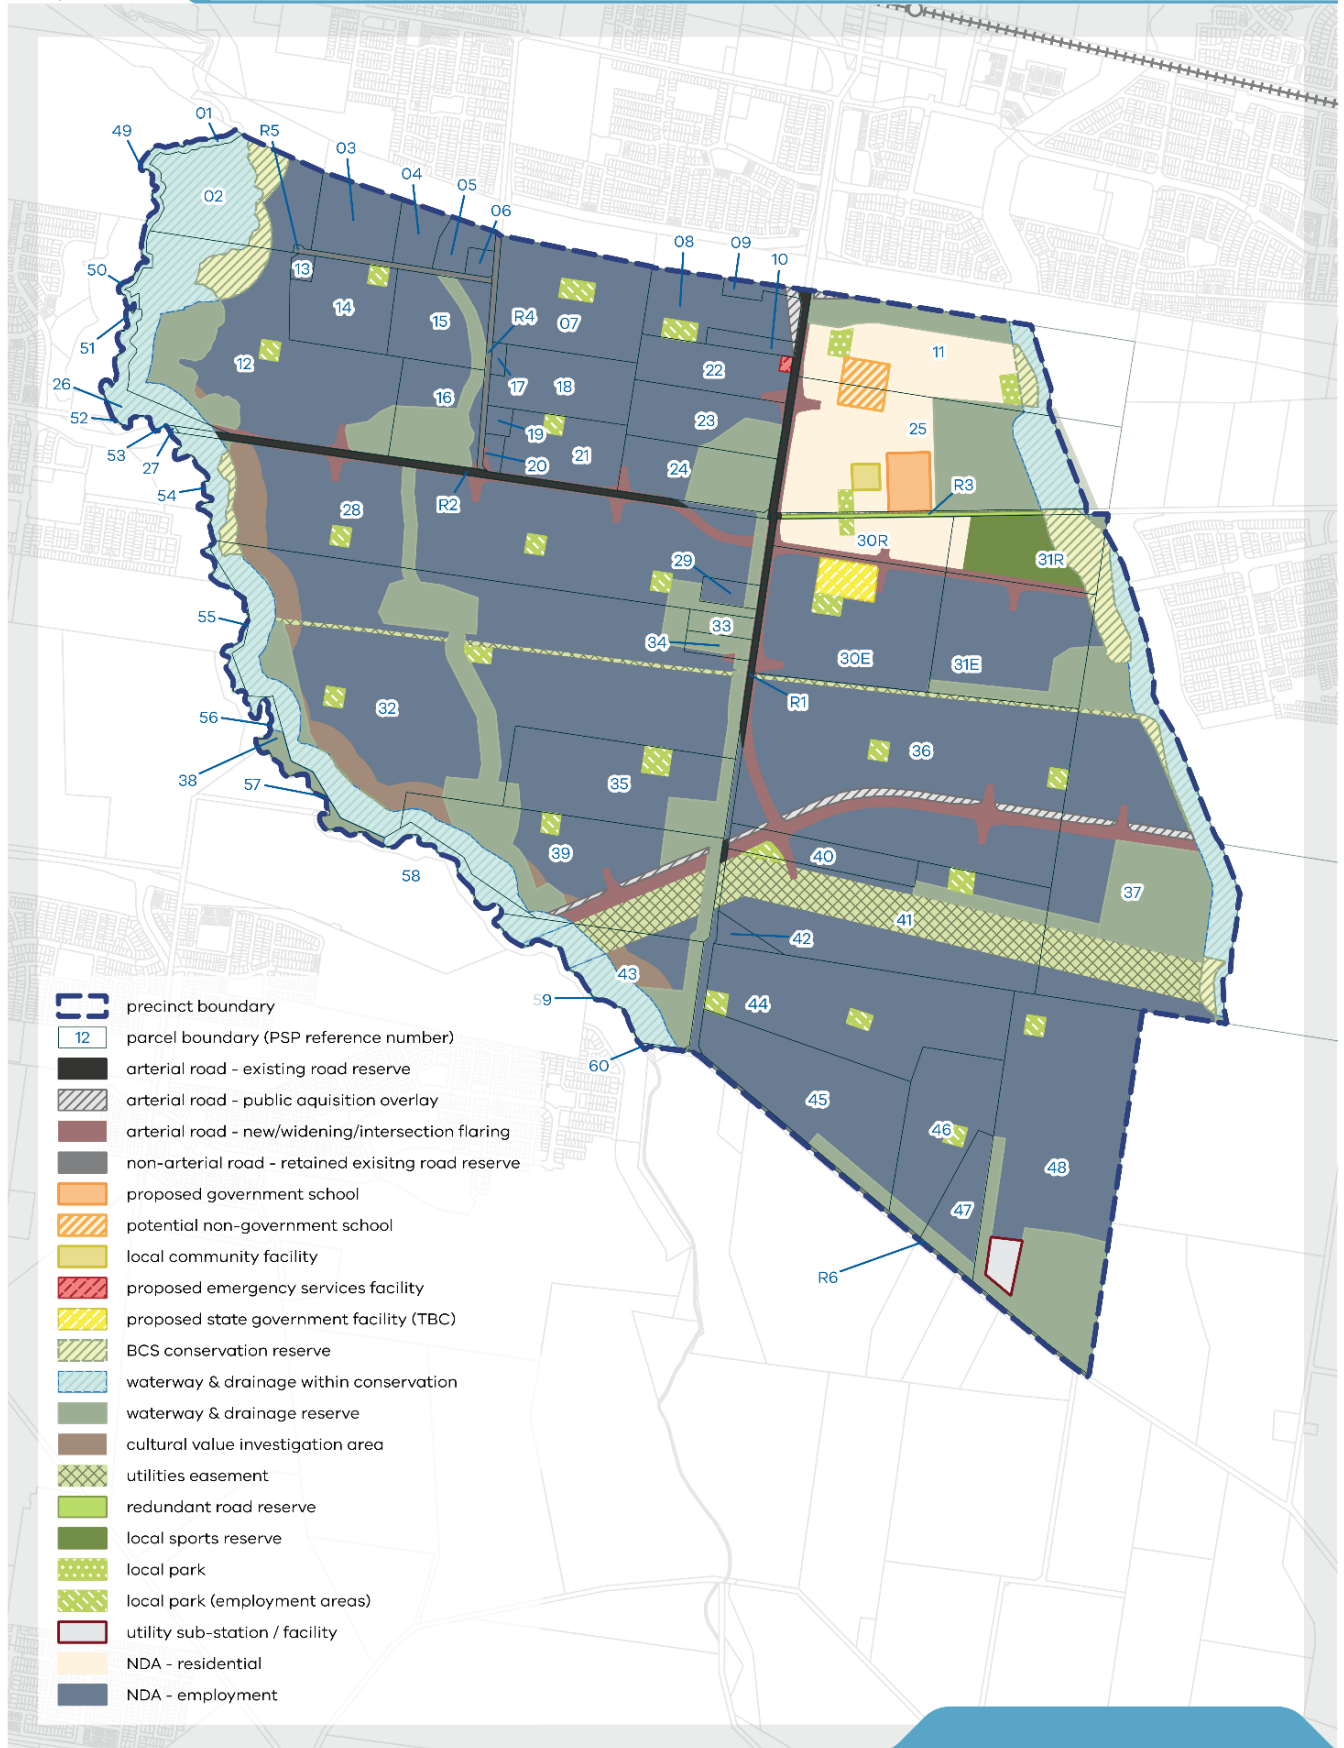 01
49
R5
03
04
05
06
02
08
09
10
13
50
14
15
R4
07
51
11
12
17
18
22
26
16
52
19
23
25
53
20
21
24
27
54
R2
R3
28
30R
29
31R
55
33
34
30E
31E
R1
32
56
36
38
57
35
39
40
58
37
41
42
43
59
44
60
45
46
48
47
R6
precinct boundary
12 parcel boundary (PSP reference number)
arterial road - existing road reserve
arterial road - public aquisition overlay
arterial road - new/widening/intersection flaring
non-arterial road - retained exisitng road reserve
proposed government school
potential non-government school
local community facility
proposed emergency services facility
proposed state government facility (TBC)
BCS conservation reserve
waterway & drainage within conservation
waterway & drainage reserve
cultural value investigation area
utilities easement
redundant road reserve
local sports reserve
local park
local park (employment areas)
utility sub-station / facility
NDA - residential
NDA - employment